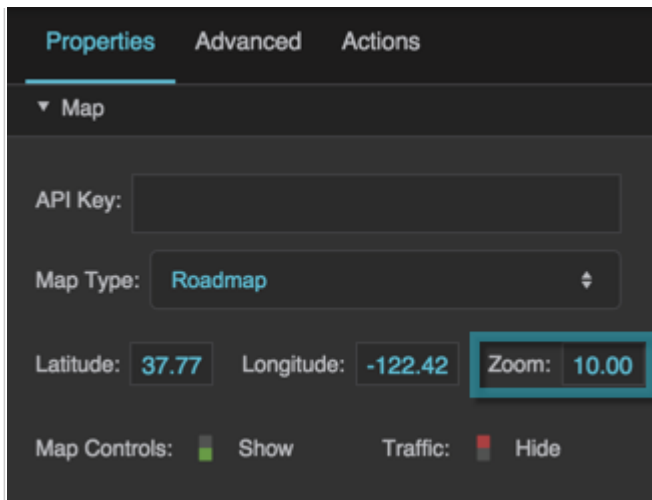 Properties Advanced Actions
Map
API Key:
Map Type: Roadmap
Latitude: 37.77 Longitude: -122.42 Zoom: 10.00
Map Controls: Show Traffic: Hide